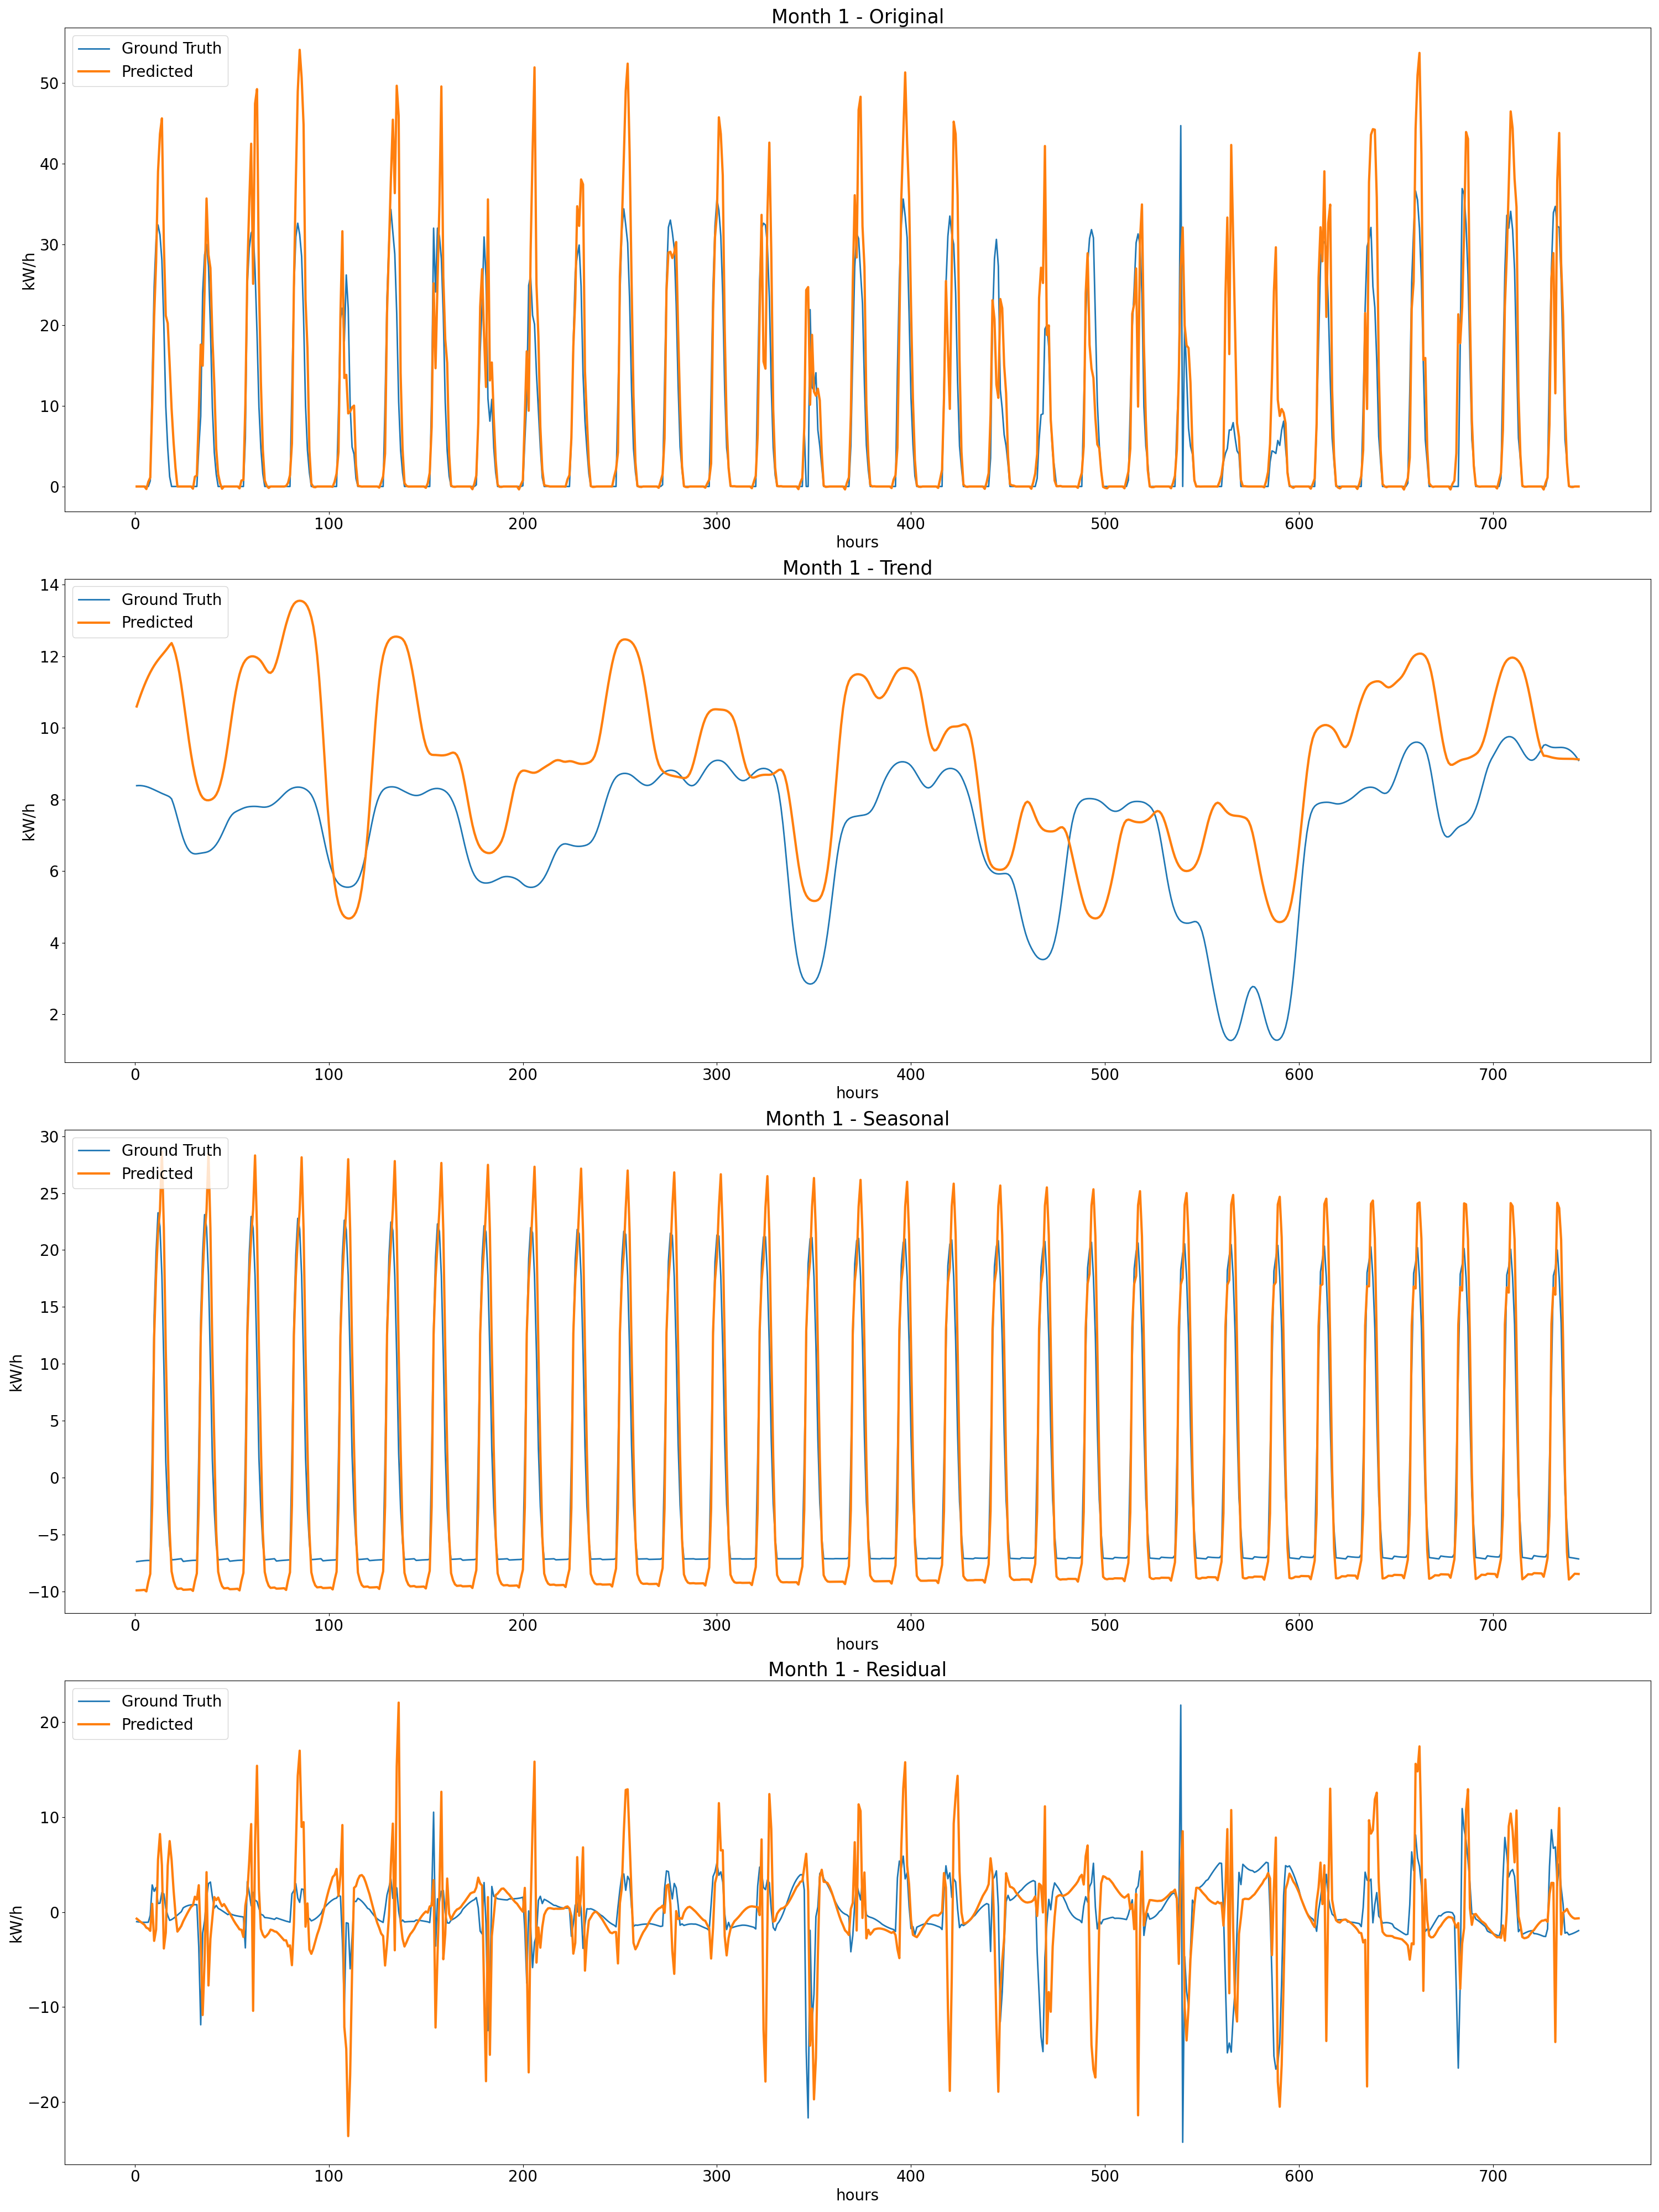 Month 1 - Original
Ground Truth
Predicted
50
40
30
20
10
0
kW/h
0 100 200 300 400 500 600 700
hours
Month 1 - Trend
Ground Truth
Predicted
14
12
10
8
6
4
2
kW/h
0 100 200 300 400 500 600 700
hours
Month 1 - Seasonal
Ground Truth
Predicted
30
25
20
15
10
5
0
−5
−10
kW/h
0 100 200 300 400 500 600 700
hours
Month 1 - Residual
Ground Truth
Predicted
20
10
0
−10
−20
kW/h
0 100 200 300 400 500 600 700
hours